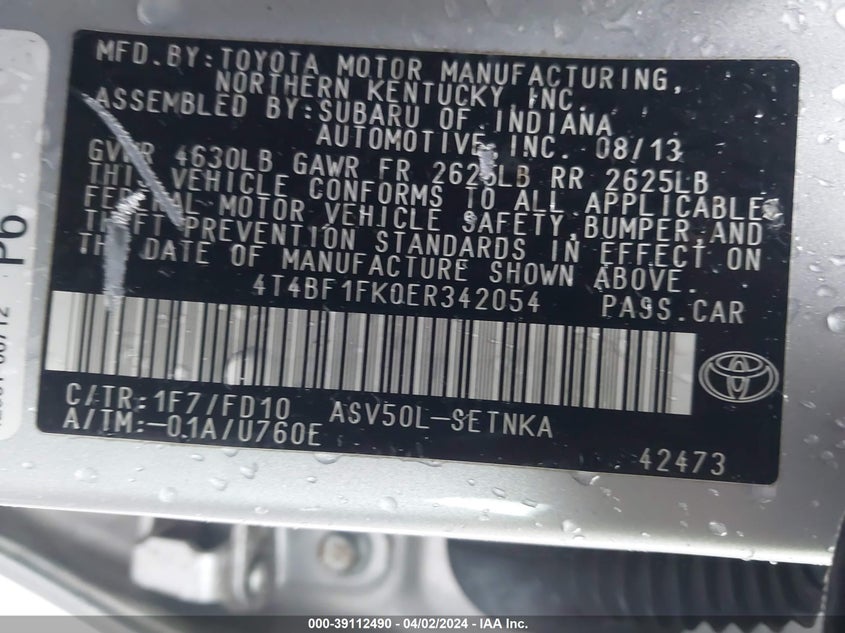 MFD.BY:TOYOTA MOTOR MANUFACTURING,
NORTHERN KENTUCKY INC.
ASSEMBLED BY:SUBARU OF INDIANA
AUTOMOTIVE, INC. 08/13
GVWR 4630LB GAWR FR 2625LB RR 2625LB
THIS VEHICLE CONFORMS TO ALL APPLICABLE
FEDERAL MOTOR VEHICLE SAFETY,BUMPER,AND
THEFT PREVENTION STANDARDS IN EFFECT ON
THE DATE OF MANUFACTURE SHOWN ABOVE.
4T4BF1FK0ER342054 PASS.CAR
C/TR:1F7/FD10 ASV50L-SETNKA
A/TM:-01A/U760E
42473
P6
000-39112490 - 04/02/2024 - IAA Inc.